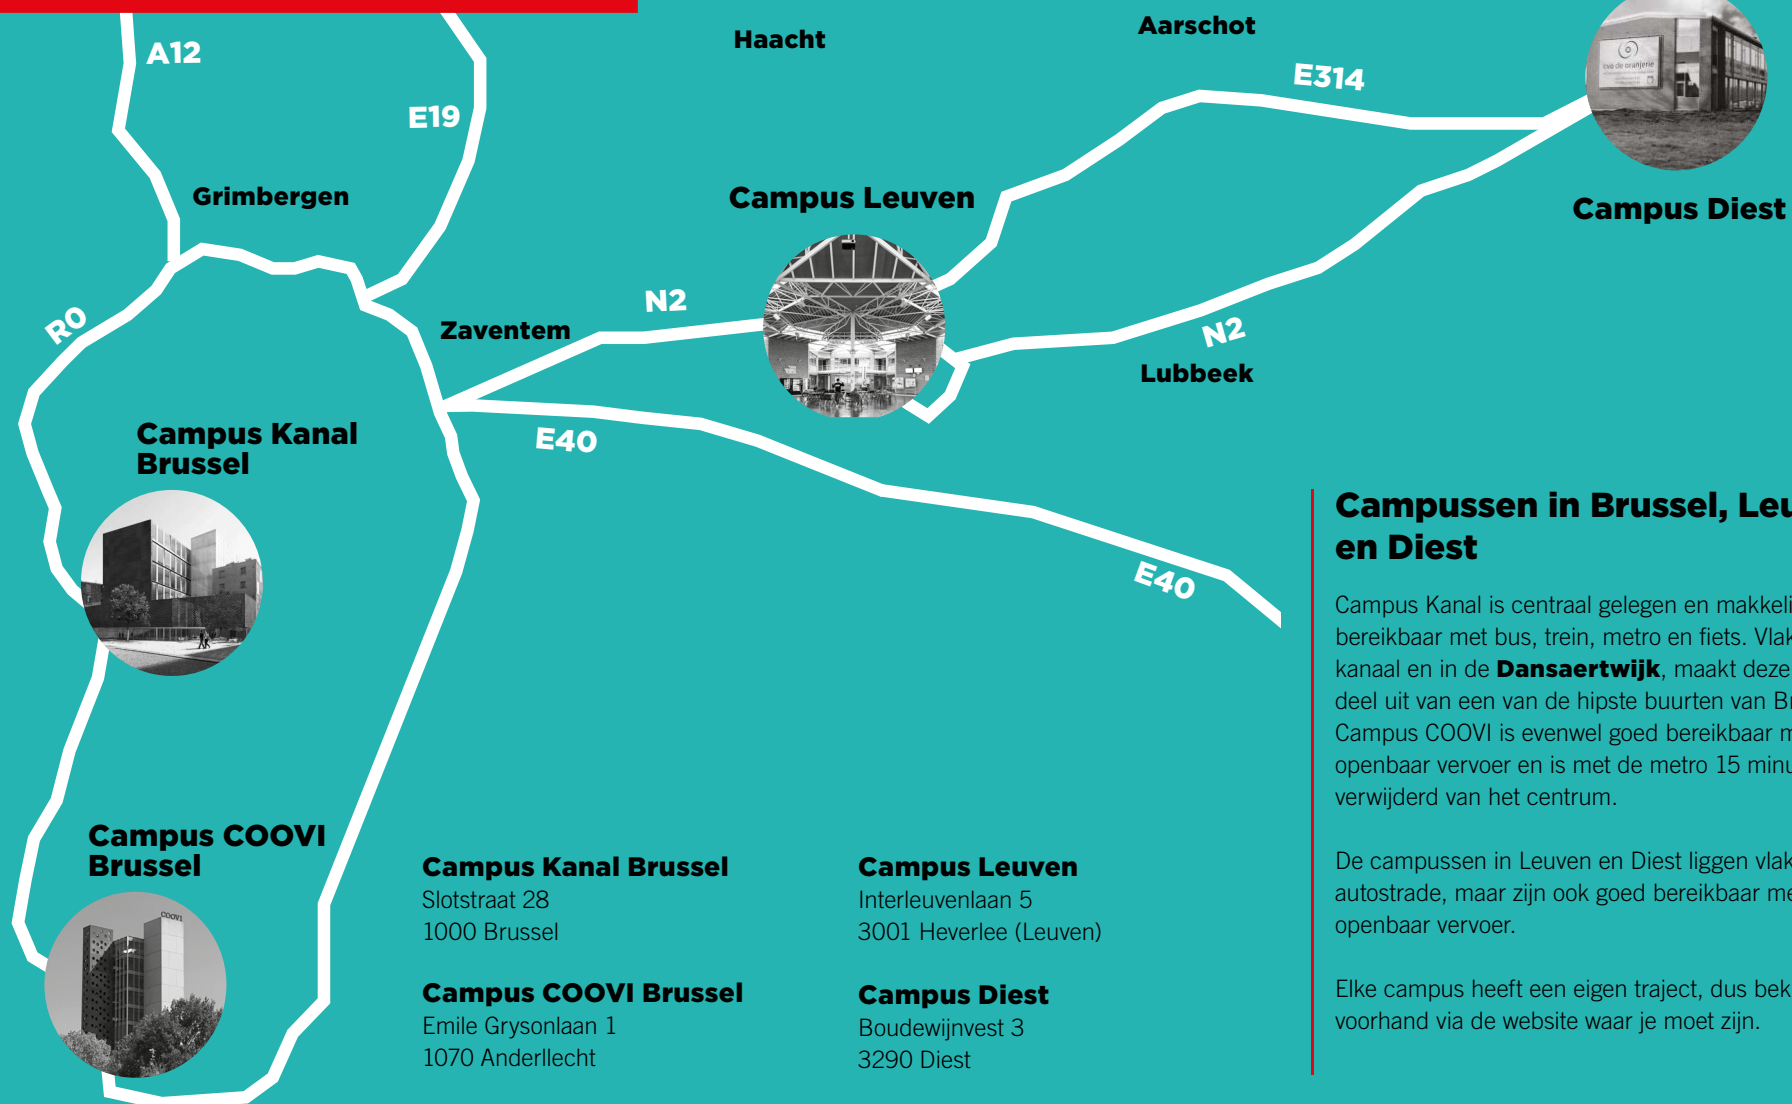 A12
E19
Haacht
Aarschot
E314
lvo de oranjerie
Grimbergen
Campus Leuven
Campus Diest
R0
N2
Zaventem
N2
Lubbeek
E40
E40
Campus Kanal
Brussel
Campus COOVI
Brussel
COOVI
Campus Kanal Brussel
Slotstraat 28
1000 Brussel
Campus COOVI Brussel
Emile Grysonlaan 1
1070 Anderllecht
Campus Leuven
Interleuvenlaan 5
3001 Heverlee (Leuven)
Campus Diest
Boudewijnvest 3
3290 Diest
Campussen in Brussel, Leu
en Diest
Campus Kanal is centraal gelegen en makkeli
bereikbaar met bus, trein, metro en fiets. Vlak
kanaal en in de Dansaertwijk, maakt deze
deel uit van een van de hipste buurten van Br
Campus COOVI is evenwel goed bereikbaar m
openbaar vervoer en is met de metro 15 minu
verwijderd van het centrum.
De campussen in Leuven en Diest liggen vlak
autostrade, maar zijn ook goed bereikbaar me
openbaar vervoer.
Elke campus heeft een eigen traject, dus bek
voorhand via de website waar je moet zijn.